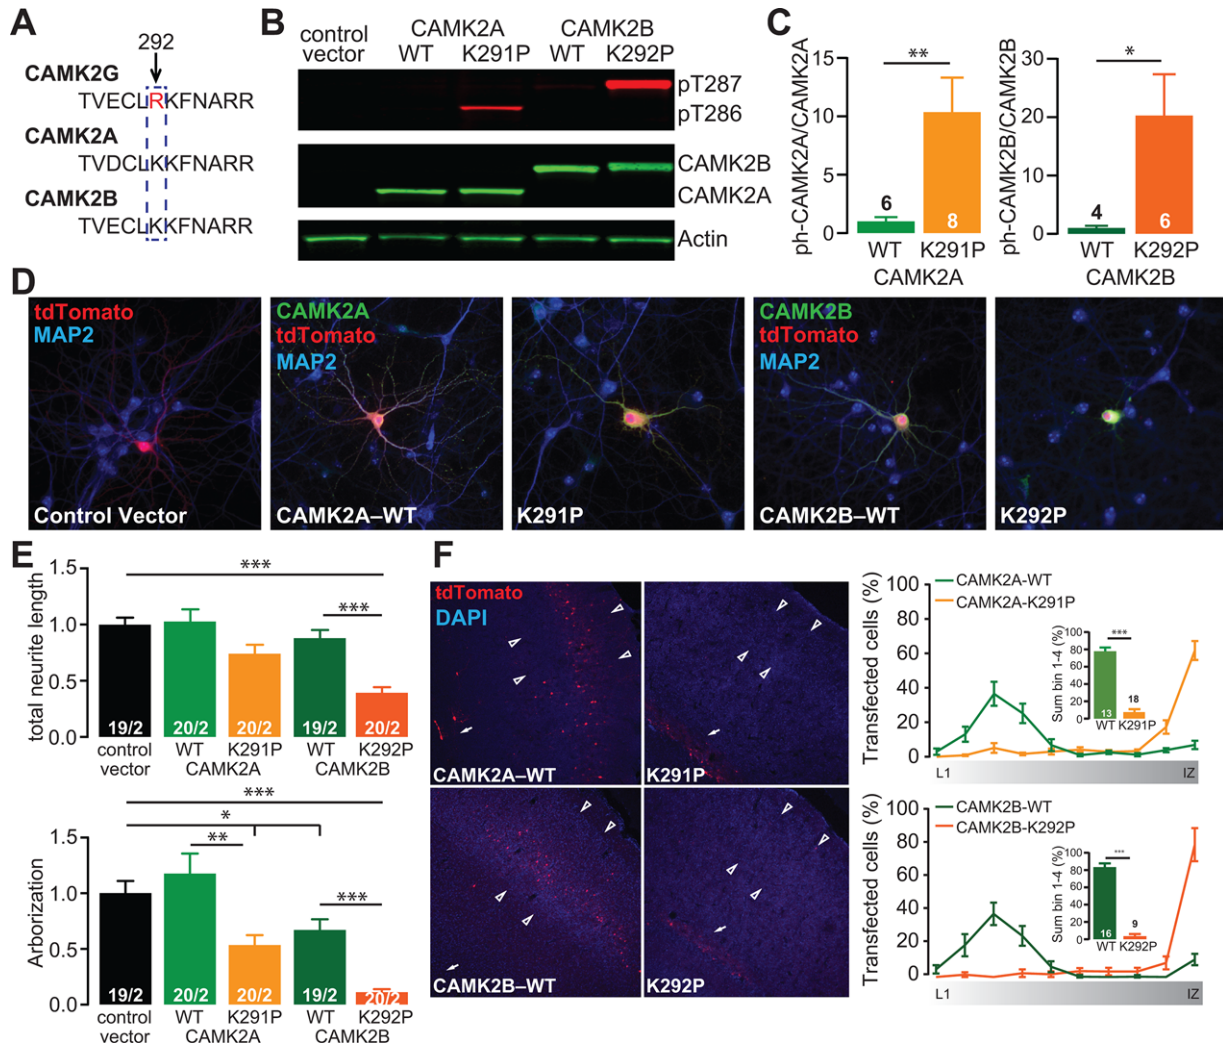 A
292
CAMK2G
TVECLRKFNARR
CAMK2A
TVDCLKKFNARR
CAMK2B
TVECLKKFNARR
B
control vector
CAMK2A
WT K291P
CAMK2B
WT K292P
pT287
pT286
CAMK2B
CAMK2A
Actin
C
ph-CAMK2A/CAMK2A
15
10
5
0
**
6
8
WT K291P
CAMK2A
ph-CAMK2B/CAMK2B
30
20
10
0
*
4
6
WT K292P
CAMK2B
D
tdTomato
MAP2
Control Vector
CAMK2A
tdTomato
MAP2
CAMK2A–WT
K291P
CAMK2B
tdTomato
MAP2
CAMK2B–WT
K292P
E
total neurite length
1.5
1.0
0.5
0.0
***
***
19/2 20/2 20/2 19/2 20/2
control vector
WT K291P
CAMK2A
WT K292P
CAMK2B
Arborization
1.5
1.0
0.5
0.0
***
*
**
***
19/2 20/2 20/2 19/2 20/2
control vector
WT K291P
CAMK2A
WT K292P
CAMK2B
F
tdTomato
DAPI
CAMK2A–WT
K291P
CAMK2B–WT
K292P
Transfected cells (%)
100
80
60
40
20
0
CAMK2A-WT
CAMK2A-K291P
Sum bin 1-4 (%)
100
80
60
40
20
0
***
13
18
WT K291P
L1 IZ
Transfected cells (%)
100
80
60
40
20
0
CAMK2B-WT
CAMK2B-K292P
Sum bin 1-4 (%)
100
80
60
40
20
0
***
16
9
WT K292P
L1 IZ